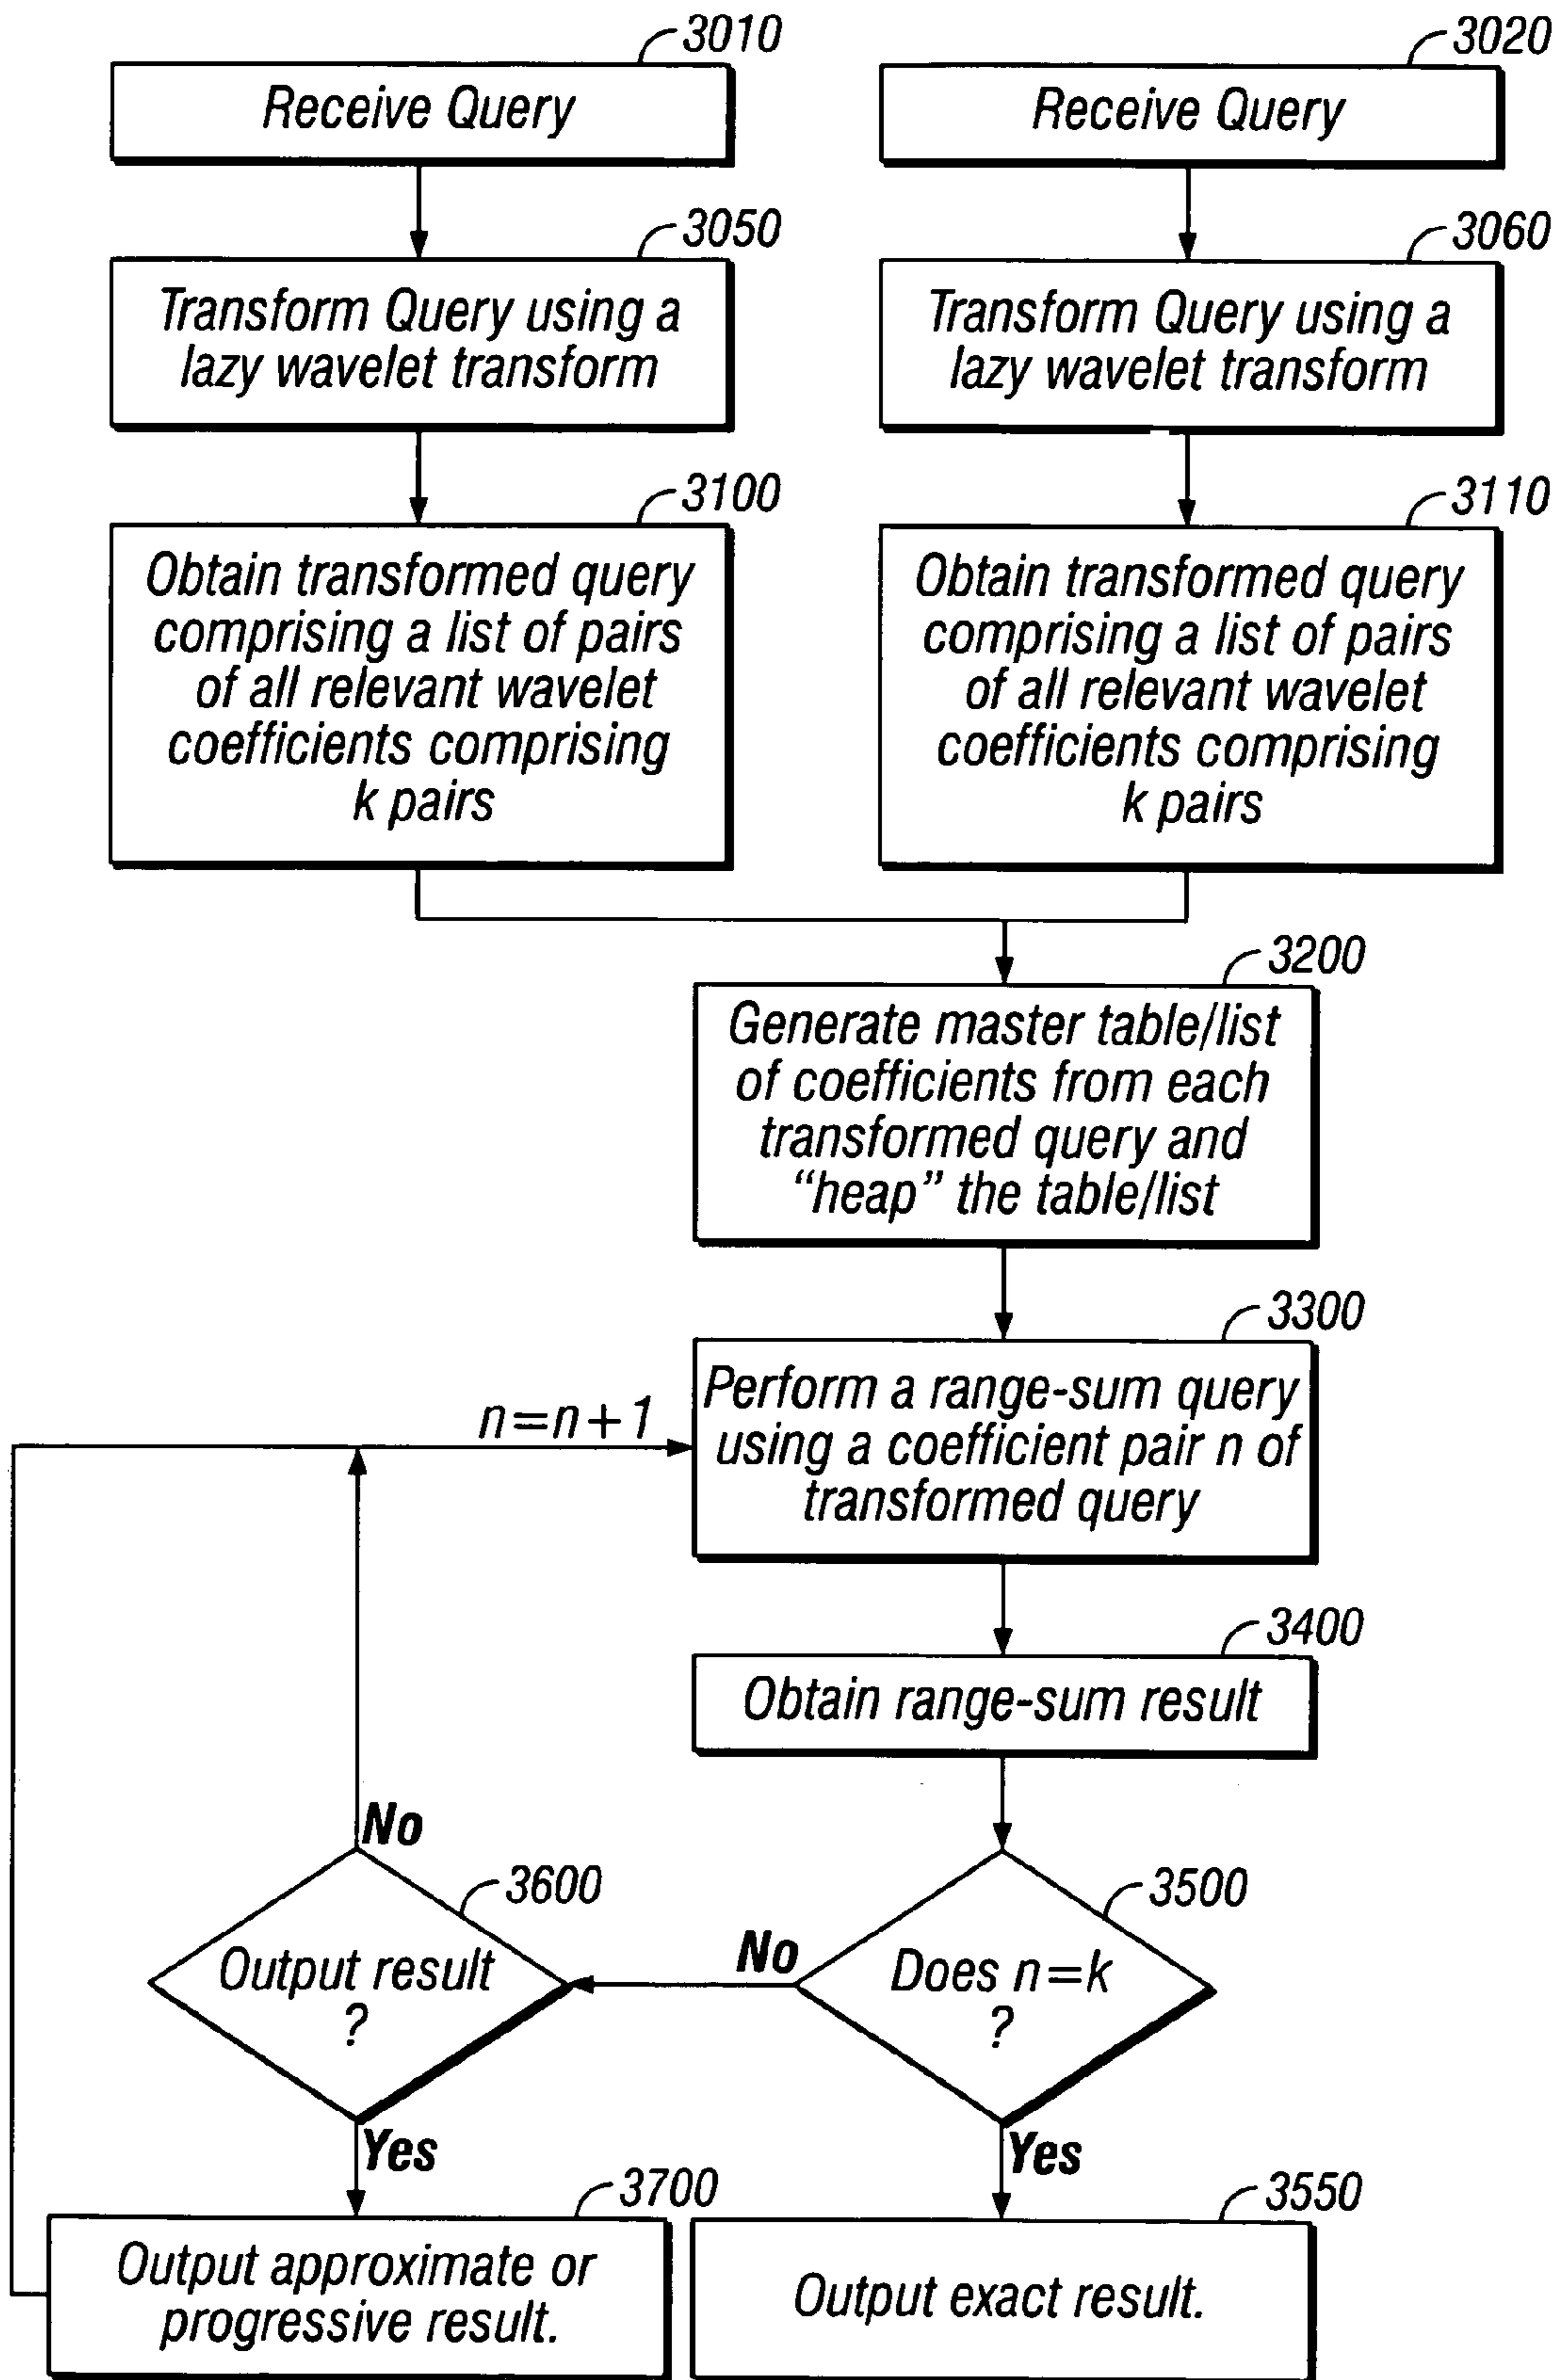 3010
Receive Query
3020
Receive Query
3050
Transform Query using a
lazy wavelet transform
3060
Transform Query using a
lazy wavelet transform
3100
Obtain transformed query
comprising a list of pairs
of all relevant wavelet
coefficients comprising
k pairs
3110
Obtain transformed query
comprising a list of pairs
of all relevant wavelet
coefficients comprising
k pairs
3200
Generate master table/list
of coefficients from each
transformed query and
“heap” the table/list
3300
n=n+1
Perform a range-sum query
using a coefficient pair n of
transformed query
3400
Obtain range-sum result
3500
Does n=k
?
No
Yes
3600
Output result
?
No
Yes
3700
Output approximate or
progressive result.
3550
Output exact result.